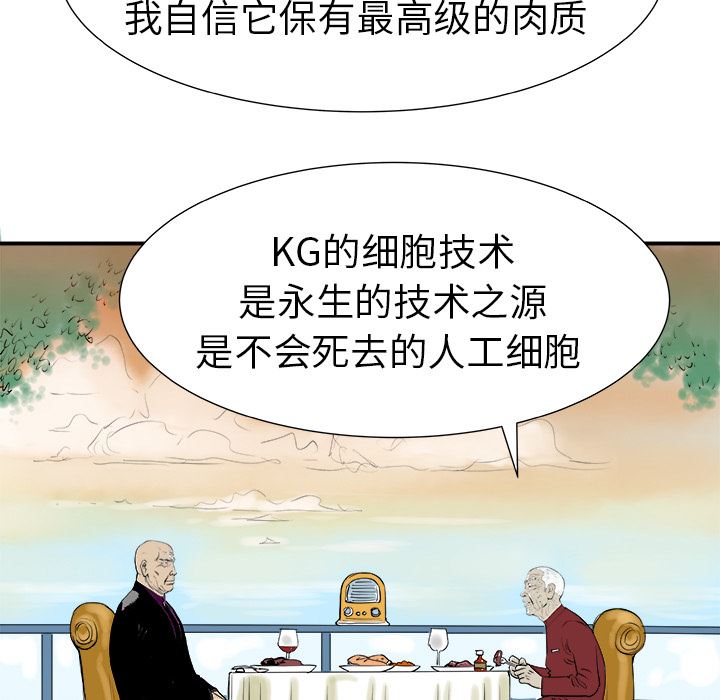 我自信它保有最高级的肉质
KG的细胞技术
是永生的技术之源
是不会死去的人工细胞